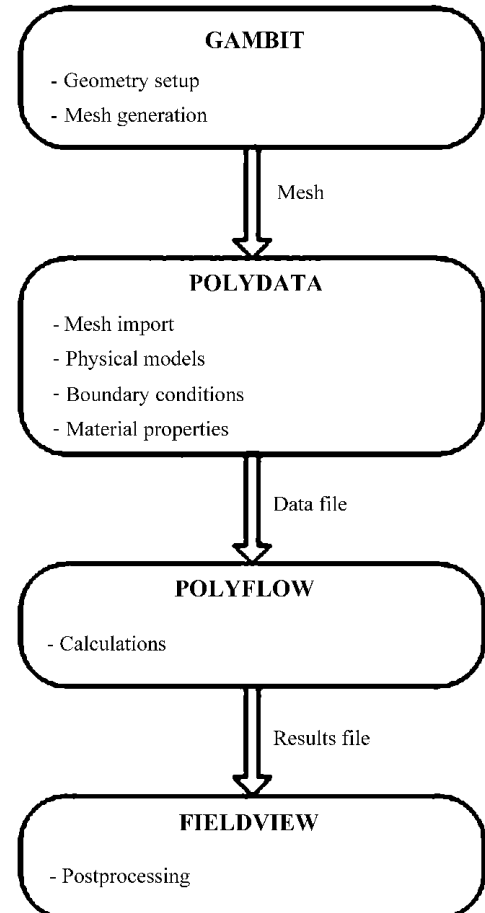 GAMBIT
- Geometry setup
- Mesh generation
Mesh
POLYDATA
- Mesh import
- Physical models
- Boundary conditions
- Material properties
Data file
POLYFLOW
- Calculations
Results file
FIELDVIEW
- Postprocessing